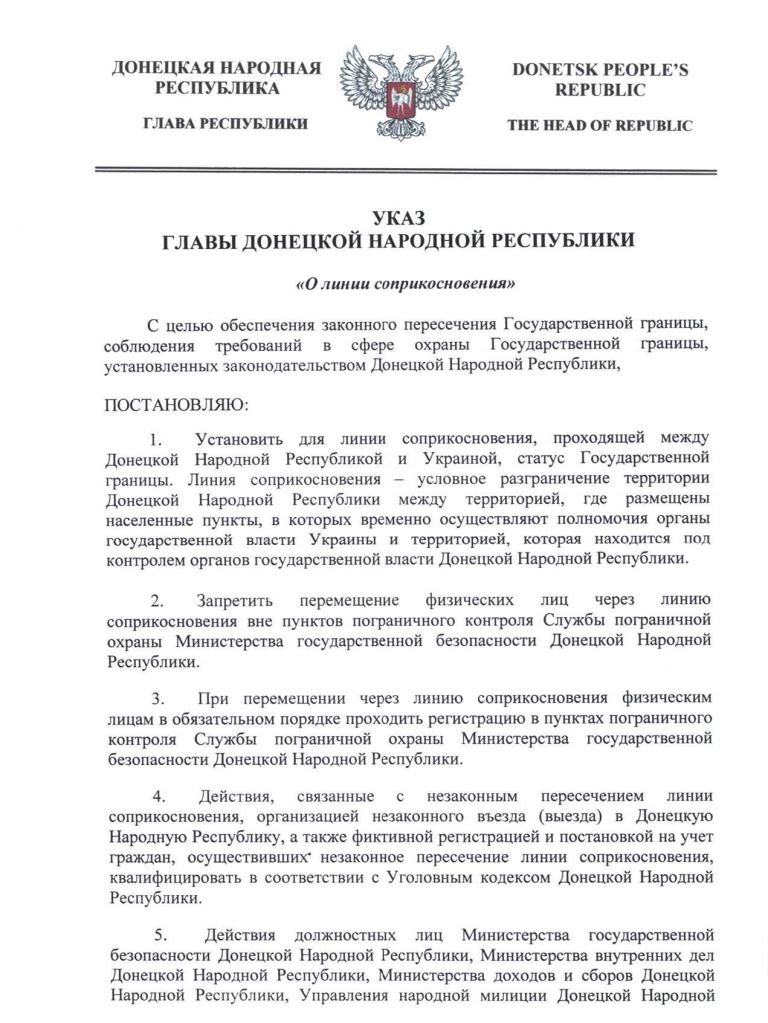 ДОНЕЦКАЯ НАРОДНАЯ
РЕСПУБЛИКА
ГЛАВА РЕСПУБЛИКИ
DONETSK PEOPLE'S
REPUBLIC
THE HEAD OF REPUBLIC
УКАЗ
ГЛАВЫ ДОНЕЦКОЙ НАРОДНОЙ РЕСПУБЛИКИ
«О линии соприкосновения»
С целью обеспечения законного пересечения Государственной границы,
соблюдения требований в сфере охраны Государственной границы,
установленных законодательством Донецкой Народной Республики,
ПОСТАНОВЛЯЮ:
1. Установить для линии соприкосновения, проходящей между
Донецкой Народной Республикой и Украиной, статус Государственной
границы. Линия соприкосновения – условное разграничение территории
Донецкой Народной Республики между территорией, где размещены
населенные пункты, в которых временно осуществляют полномочия органы
государственной власти Украины и территорией, которая находится под
контролем органов государственной власти Донецкой Народной Республики.
2. Запретить перемещение физических лиц через линию
соприкосновения вне пунктов пограничного контроля Службы пограничной
охраны Министерства государственной безопасности Донецкой Народной
Республики.
3. При перемещении через линию соприкосновения физическим
лицам в обязательном порядке проходить регистрацию в пунктах пограничного
контроля Службы пограничной охраны Министерства государственной
безопасности Донецкой Народной Республики.
4. Действия, связанные с незаконным пересечением линии
соприкосновения, организацией незаконного въезда (выезда) в Донецкую
Народную Республику, а также фиктивной регистрацией и постановкой на учет
граждан, осуществивших незаконное пересечение линии соприкосновения,
квалифицировать в соответствии с Уголовным кодексом Донецкой Народной
Республики.
5. Действия должностных лиц Министерства государственной
безопасности Донецкой Народной Республики, Министерства внутренних дел
Донецкой Народной Республики, Министерства доходов и сборов Донецкой
Народной Республики, Управления народной милиции Донецкой Народной